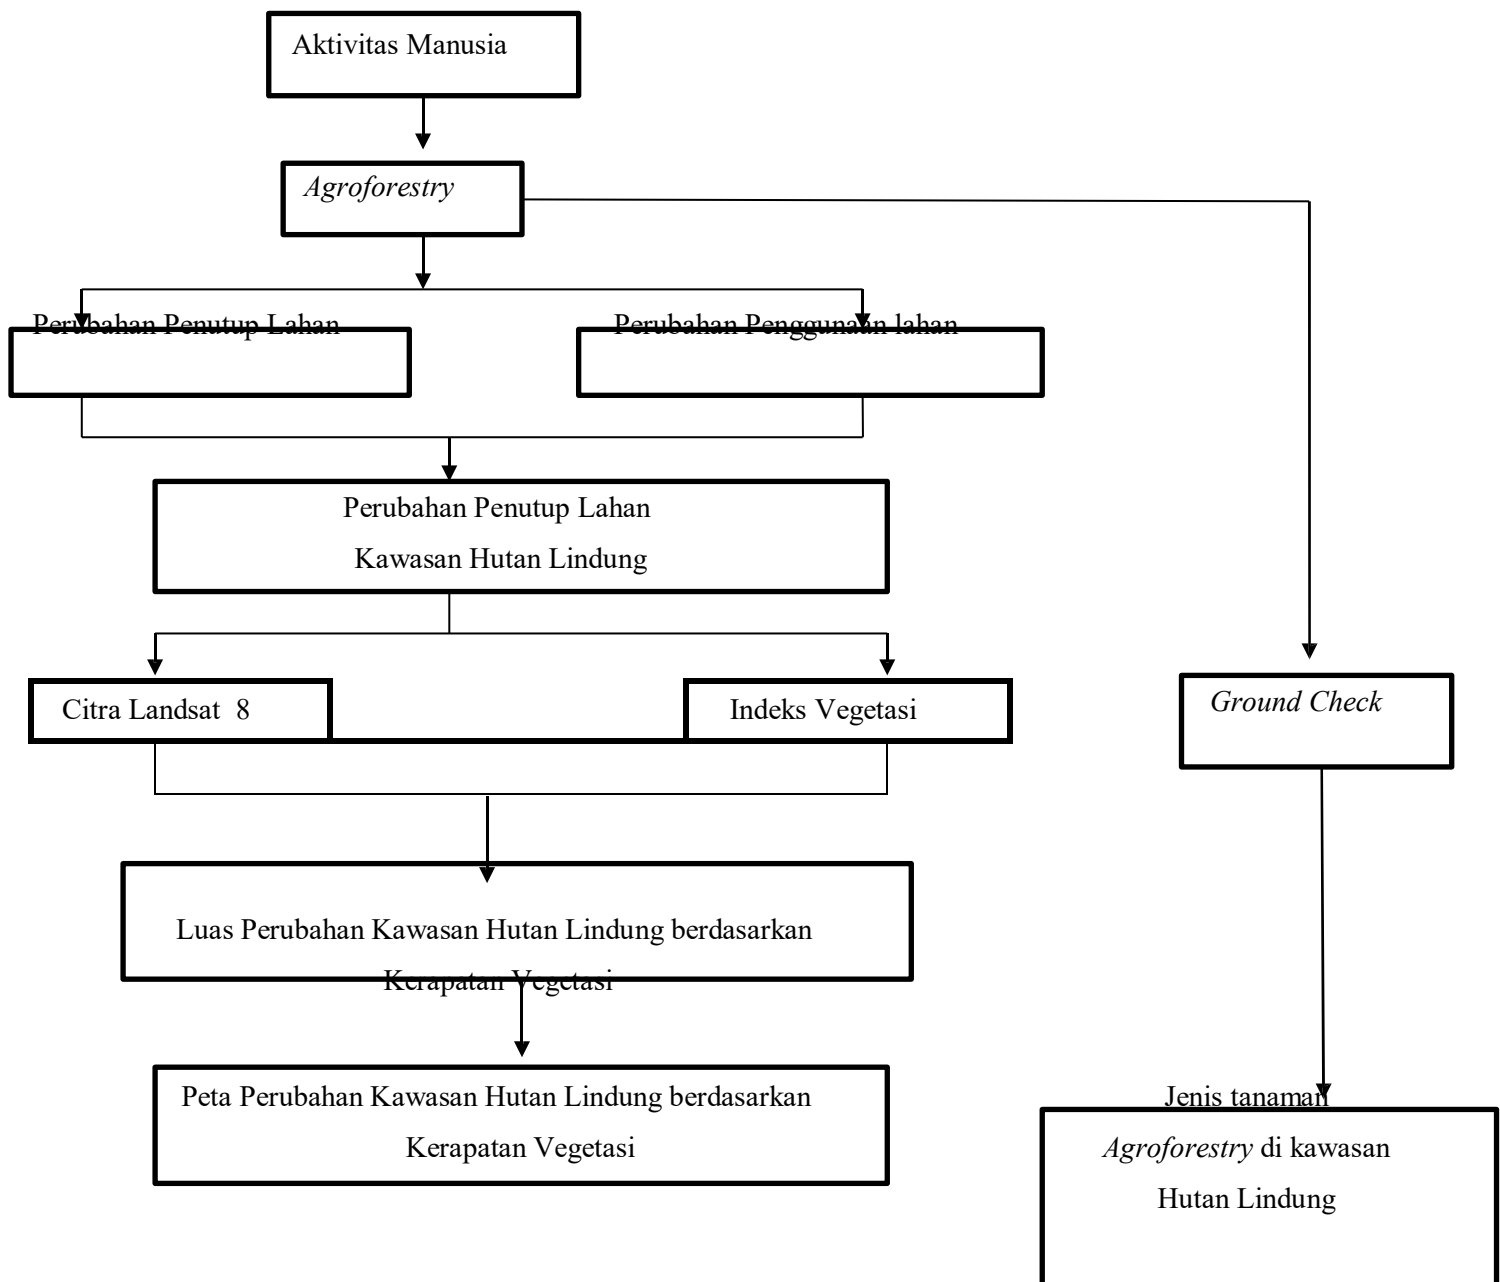 Aktivitas Manusia
Agroforestry
Perubahan Penutup Lahan
Perubahan Penggunaan lahan
Perubahan Penutup Lahan
Kawasan Hutan Lindung
Citra Landsat  8
Indeks Vegetasi
Ground Check
Luas Perubahan Kawasan Hutan Lindung berdasarkan
Kerapatan Vegetasi
Peta Perubahan Kawasan Hutan Lindung berdasarkan
Kerapatan Vegetasi
Jenis tanaman
Agroforestry di kawasan
Hutan Lindung